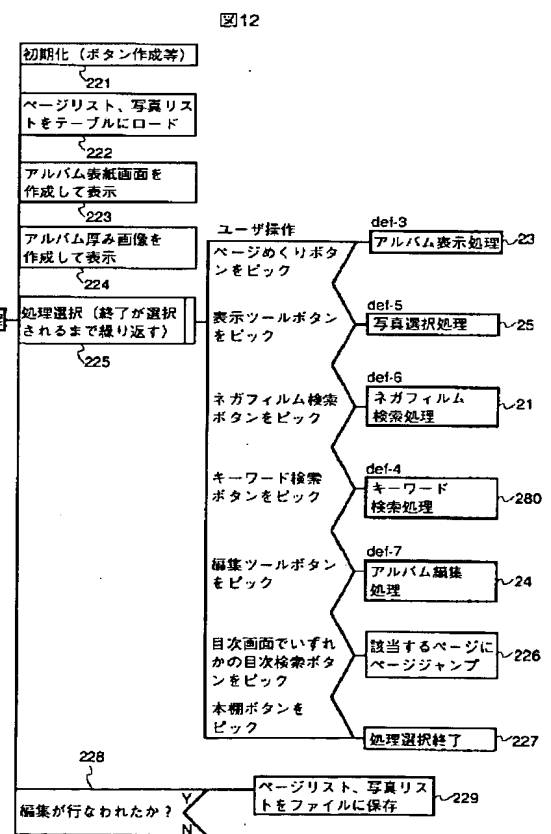 図12
初期化（ボタン作成等）
221
ページリスト、写真リス
トをテーブルにロード
222
アルバム表紙画面を
作成して表示
223
アルバム厚み画像を
作成して表示
224
処理選択（終了が選択
されるまで繰り返す）
225
ユーザ操作
ページめくりボタ
ンをピック
def-3
アルバム表示処理
23
表示ツールボタン
をピック
def-5
写真選択処理
25
ネガフィルム検索
ボタンをピック
def-6
ネガフィルム
検索処理
21
キーワード検索
ボタンをピック
def-4
キーワード
検索処理
280
編集ツールボタン
をピック
def-7
アルバム編集
処理
24
目次画面でいずれ
かの目次検索ボタ
ンをピック
該当するページに
ページジャンプ
226
本棚ボタンを
ピック
処理選択終了
227
228
編集が行なわれたか？
Y
N
ページリスト、写真リス
トをファイルに保存
229